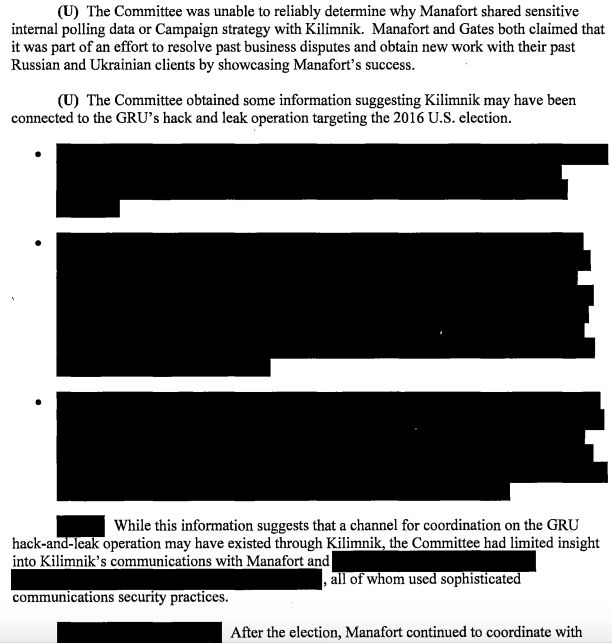 (U) The Committee was unable to reliably determine why Manafort shared sensitive
internal polling data or Campaign strategy with Kilimnik. Manafort and Gates both claimed that
it was part of an effort to resolve past business disputes and obtain new work with their past
Russian and Ukrainian clients by showcasing Manafort's success.
(U) The Committee obtained some information suggesting Kilimnik may have been
connected to the GRU's hack and leak operation targeting the 2016 U.S. election.
•
•
•
While this information suggests that a channel for coordination on the GRU
hack-and-leak operation may have existed through Kilimnik, the Committee had limited insight
into Kilimnik's communications with Manafort and
, all of whom used sophisticated
communications security practices.
After the election, Manafort continued to coordinate with